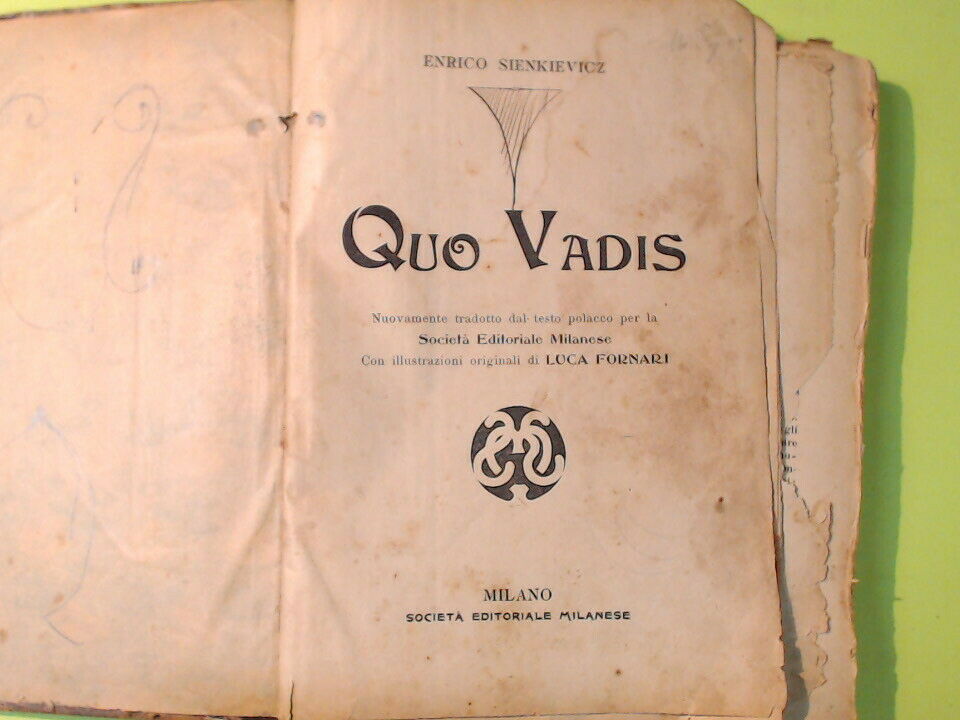 ENRICO SIENKIEVICZ
QUO VADIS
Nuovamente tradotto dal testo polacco per la
Società Editoriale Milanese
Con illustrazioni originali di LUCA FORNARI
MILANO
SOCIETÀ EDITORIALE MILANESE
gli